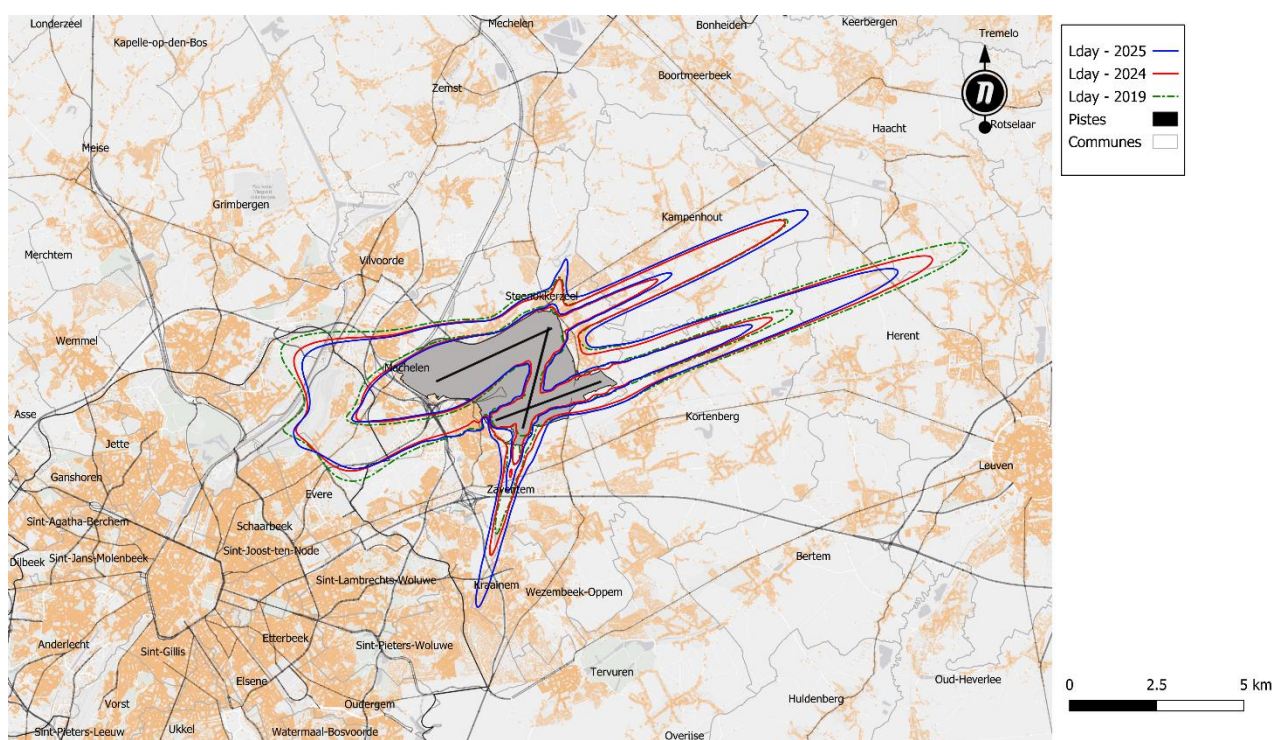 Londerzeel
Mechelen
Bonheiden
Keerbergen
Tremelo
Kapelle-op-den-Bos
Boortmeerbeek
Zemst
Rotselaar
Haacht
Meise
Grimbergen
Kampenhout
Merchtem
Vilvoorde
Steenokkerzeel
Herent
Wemmel
Machelen
Asse
Kortenberg
Jette
Leuven
Ganshoren
Evere
Zaventem
Sint-Agatha-Berchem
Schaarbeek
Sint-Joost-ten-Node
Sint-Jans-Molenbeek
Dilbeek
Bertem
Sint-Lambrechts-Woluwe
Kraainem
Wezembeek-Oppem
Anderlecht
Etterbeek
Sint-Gillis
Sint-Pieters-Woluwe
Tervuren
Elsene
Oud-Heverlee
Huldenberg
Vorst
Oudergem
Sint-Pieters-Leeuw
Ukkel
Watermaal-Bosvoorde
Overijse
Lday - 2025
Lday - 2024
Lday - 2019
Pistes
Communes
0 2.5 5 km